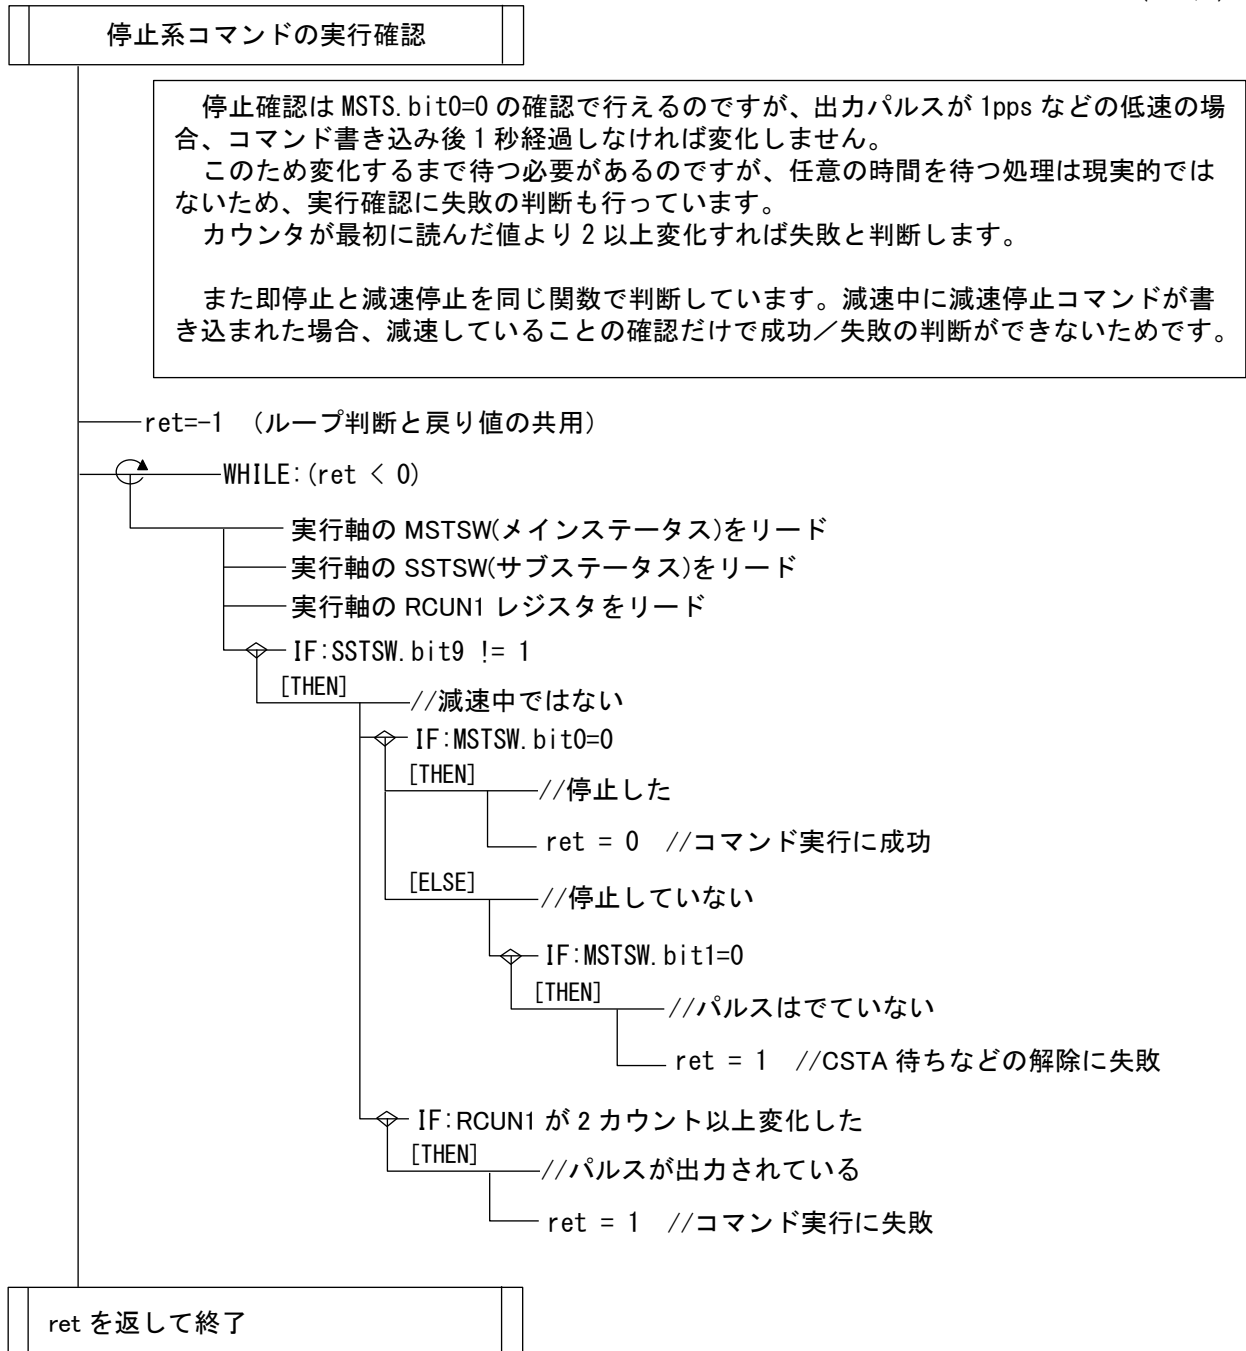 停止系コマンドの実行確認
停止確認は MSTS.bit0=0 の確認で行えるのですが、出力パルスが 1pps などの低速の場
合、コマンド書き込み後 1 秒経過しなければ変化しません。
このため変化するまで待つ必要があるのですが、任意の時間を待つ処理は現実的では
ないため、実行確認に失敗の判断も行っています。
カウンタが最初に読んだ値より 2 以上変化すれば失敗と判断します。
また即停止と減速停止を同じ関数で判断しています。減速中に減速停止コマンドが書
き込まれた場合、減速していることの確認だけで成功／失敗の判断ができないためです。
ret=-1 （ループ判断と戻り値の共用）
WHILE:(ret < 0)
実行軸の MSTSW(メインステータス)をリード
実行軸の SSTSW(サブステータス)をリード
実行軸の RCUN1 レジスタをリード
IF:SSTSW.bit9 != 1
[THEN] //減速中ではない
IF:MSTSW.bit0=0
[THEN] //停止した
ret = 0 //コマンド実行に成功
[ELSE] //停止していない
IF:MSTSW.bit1=0
[THEN] //パルスはでていない
ret = 1 //CSTA 待ちなどの解除に失敗
IF:RCUN1 が 2 カウント以上変化した
[THEN] //パルスが出力されている
ret = 1 //コマンド実行に失敗
ret を返して終了